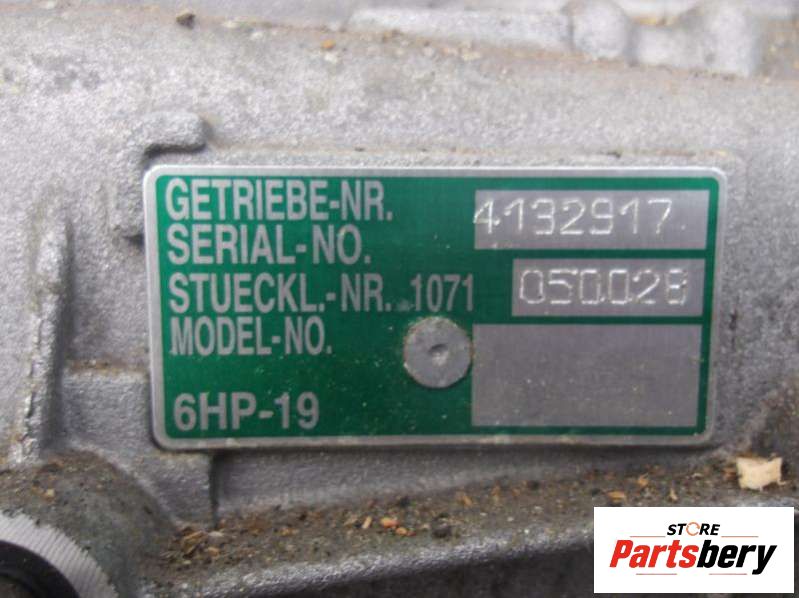 GETRIEBE-NR. 4132917
SERIAL-NO.
STUECKL.-NR. 1071 050028
MODEL-NO.
6HP-19
STORE
Partsbery